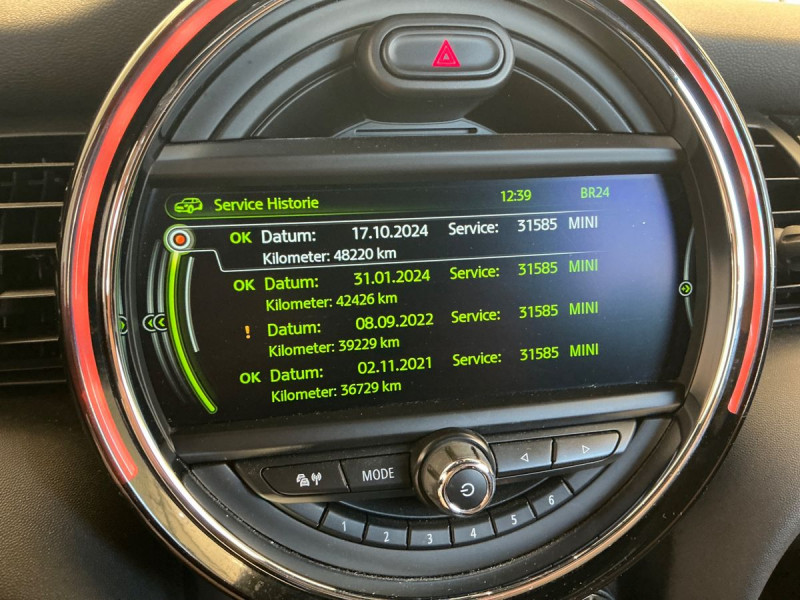 Service Historie 12:39 BR24
OK Datum: 17.10.2024 Service: 31585 MINI
Kilometer: 48220 km
OK Datum: 31.01.2024 Service: 31585 MINI
Kilometer: 42426 km
! Datum: 08.09.2022 Service: 31585 MINI
Kilometer: 39229 km
OK Datum: 02.11.2021 Service: 31585 MINI
Kilometer: 36729 km
MODE
1 2 3 4 5 6